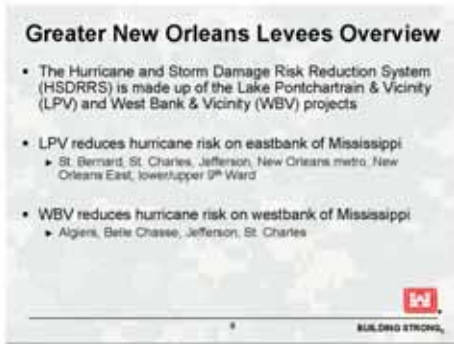 Greater New Orleans Levees Overview
• The Hurricane and Storm Damage Risk Reduction System
(HSDRRS) is made up of the Lake Pontchartrain & Vicinity
(LPV) and West Bank & Vicinity (WBV) projects
• LPV reduces hurricane risk on eastbank of Mississippi
► St. Bernard, St. Charles, Jefferson, New Orleans metro, New
Orleans East, lower/upper 9th Ward
• WBV reduces hurricane risk on westbank of Mississippi
► Algiers, Belle Chasse, Jefferson, St. Charles
BUILDING STRONG®